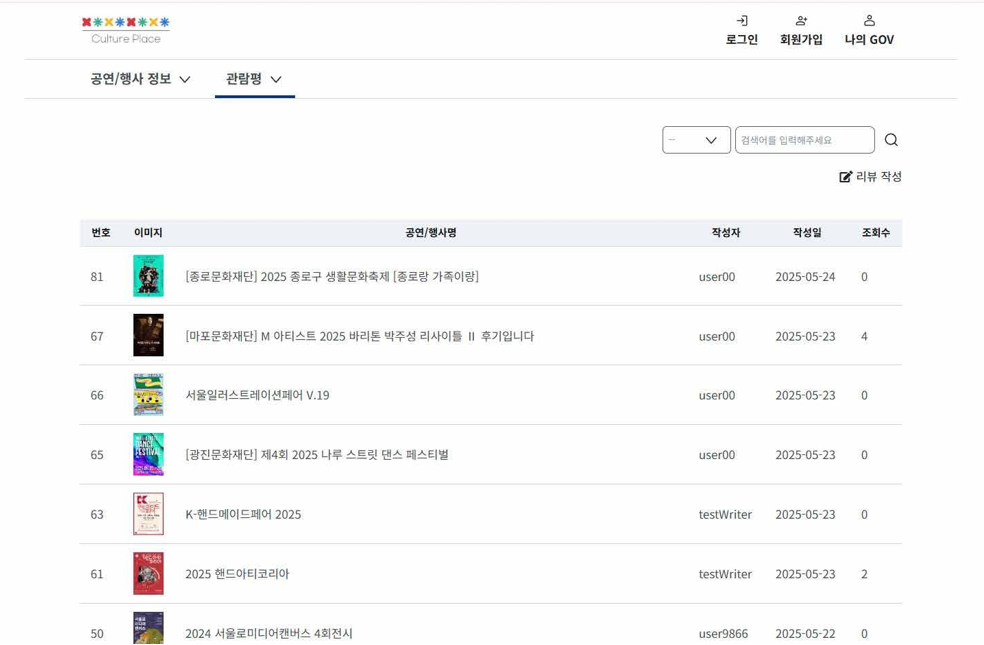 Culture Place
로그인 회원가입 나의 GOV
공연/행사 정보 관람평
-- 검색어를 입력해주세요
리뷰 작성
번호 이미지 공연/행사명 작성자 작성일 조회수
81 [종로문화재단] 2025 종로구 생활문화축제 [종로랑 가족이랑] user00 2025-05-24 0
67 [마포문화재단] M 아티스트 2025 바리톤 박주성 리사이틀 Ⅱ 후기입니다 user00 2025-05-23 4
66 서울일러스트레이션페어 V.19 user00 2025-05-23 0
65 [광진문화재단] 제4회 2025 나루 스트릿 댄스 페스티벌 user00 2025-05-23 0
63 K-핸드메이드페어 2025 testWriter 2025-05-23 0
61 2025 핸드아티코리아 testWriter 2025-05-23 2
50 2024 서울로미디어캔버스 4회전시 user9866 2025-05-22 0